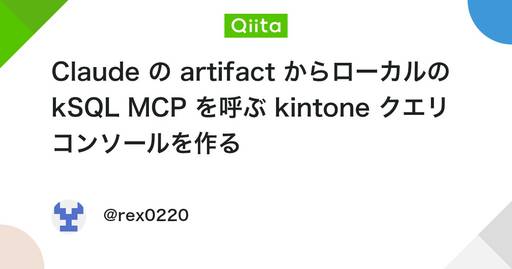 Qiita
Claude の artifact からローカルの
kSQL MCP を呼ぶ kintone クエリ
コンソールを作る
@rex0220